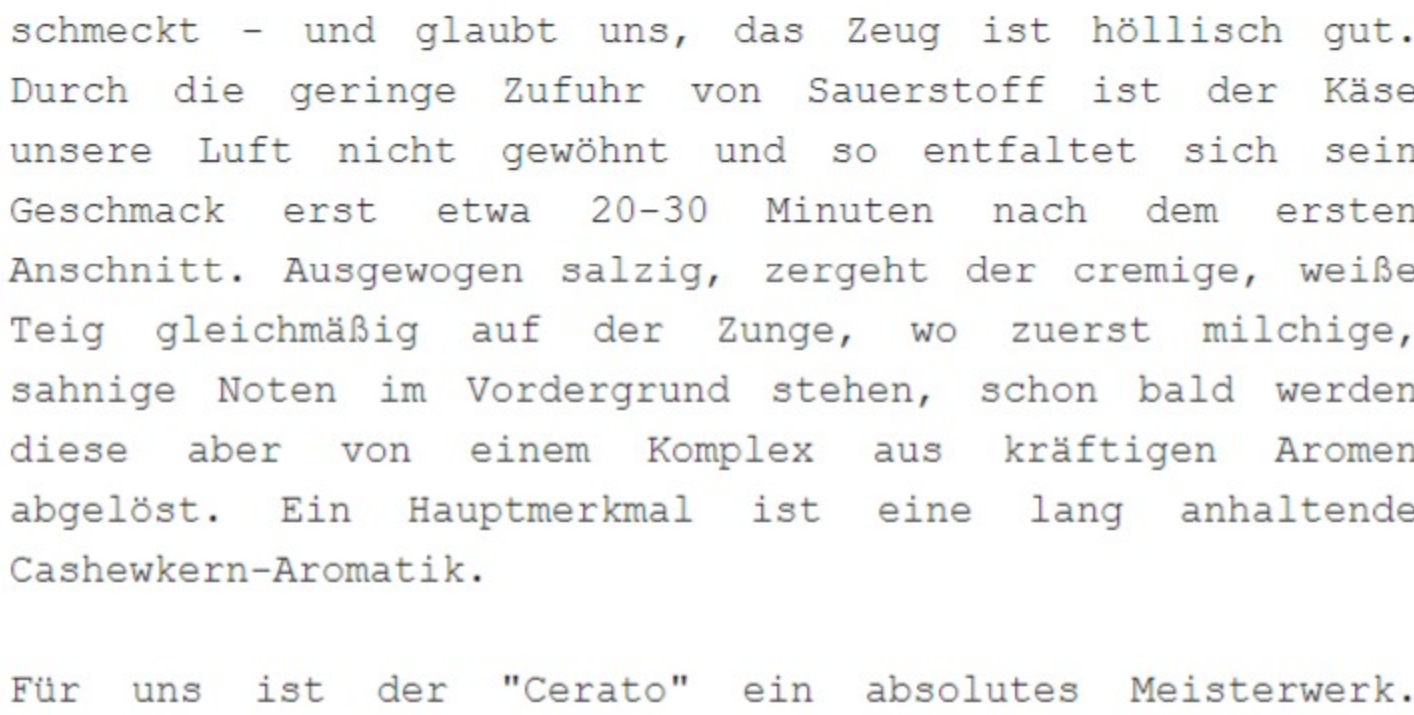 schmeckt - und glaubt uns, das Zeug ist höllisch gut.
Durch die geringe Zufuhr von Sauerstoff ist der Käse
unsere Luft nicht gewöhnt und so entfaltet sich sein
Geschmack erst etwa 20-30 Minuten nach dem ersten
Anschnitt. Ausgewogen salzig, zergeht der cremige, weiße
Teig gleichmäßig auf der Zunge, wo zuerst milchige,
sahnige Noten im Vordergrund stehen, schon bald werden
diese aber von einem Komplex aus kräftigen Aromen
abgelöst. Ein Hauptmerkmal ist eine lang anhaltende
Cashewkern-Aromatik.
Für uns ist der "Cerato" ein absolutes Meisterwerk.